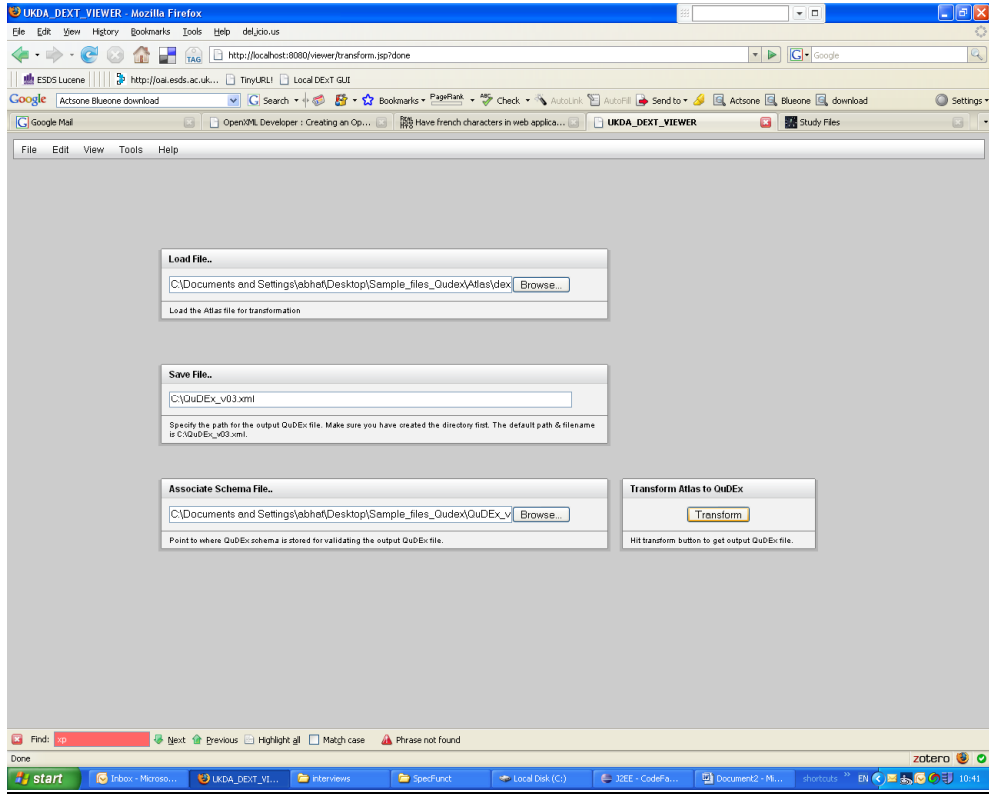 UKDA_DEXT_VIEWER - Mozilla Firefox
File Edit View History Bookmarks Tools Help del.icio.us
TAG http://localhost:8080/viewer/transform.jsp?done G Google
ESDS Lucene http://oai.esds.ac.uk... TinyURL! Local DExT GUI
Google Actsone Blueone download G Search Bookmarks PageRank ABC Check AutoLink AutoFill Send to Actsone Blueone download Settings
Google Mail OpenXML Developer : Creating an Op... Have french characters in web applica... UKDA_DEXT_VIEWER Study Files
File Edit View Tools Help
Load File..
C:\Documents and Settings\abhat\Desktop\Sample_files_Qudex\Atlas\dex Browse...
Load the Atlas file for transformation
Save File..
C:\QuDEx_v03.xml
Specify the path for the output QuDEx file. Make sure you have created the directory first. The default path & filename
is C:\QuDEx_v03.xml.
Associate Schema File.. Transform Atlas to QuDEx
C:\Documents and Settings\abhat\Desktop\Sample_files_Qudex\QuDEx_v Browse... Transform
Point to where QuDEx schema is stored for validating the output QuDEx file. Hit transform button to get output QuDEx file.
Find: xp Next Previous Highlight all Match case Phrase not found
Done zotero
start Inbox - Microso... UKDA_DEXT_VI... interviews SpecFunct Local Disk (C:) J2EE - CodeFa... Document2 - Mi... shortcuts » EN 10:41